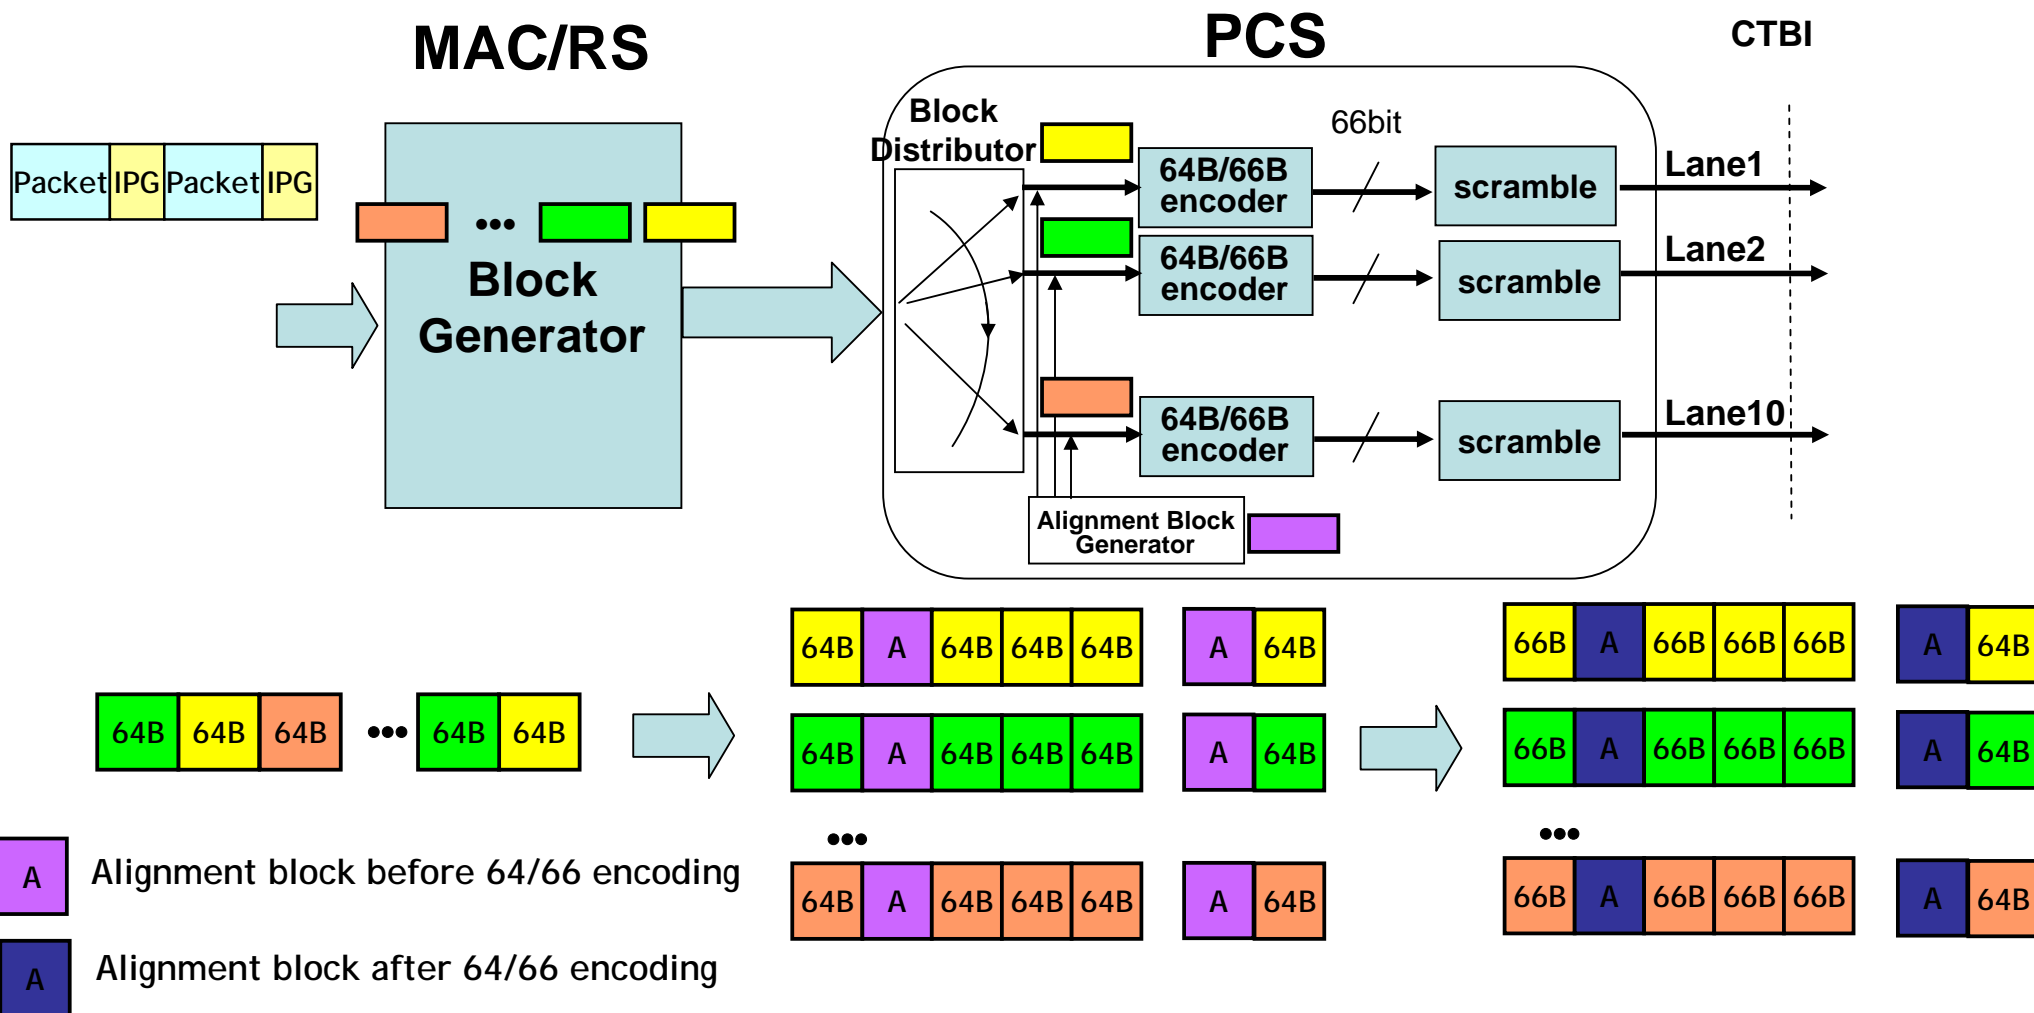 MAC/RS
PCS
CTBI
Packet IPG Packet IPG
Block
Generator
Block
Distributor
66bit
64B/66B
encoder
scramble
Lane1
64B/66B
encoder
scramble
Lane2
64B/66B
encoder
scramble
Lane10
Alignment Block
Generator
64B 64B 64B ••• 64B 64B
64B A 64B 64B 64B A 64B
64B A 64B 64B 64B A 64B
•••
64B A 64B 64B 64B A 64B
66B A 66B 66B 66B A 64B
66B A 66B 66B 66B A 64B
•••
66B A 66B 66B 66B A 64B
A Alignment block before 64/66 encoding
A Alignment block after 64/66 encoding